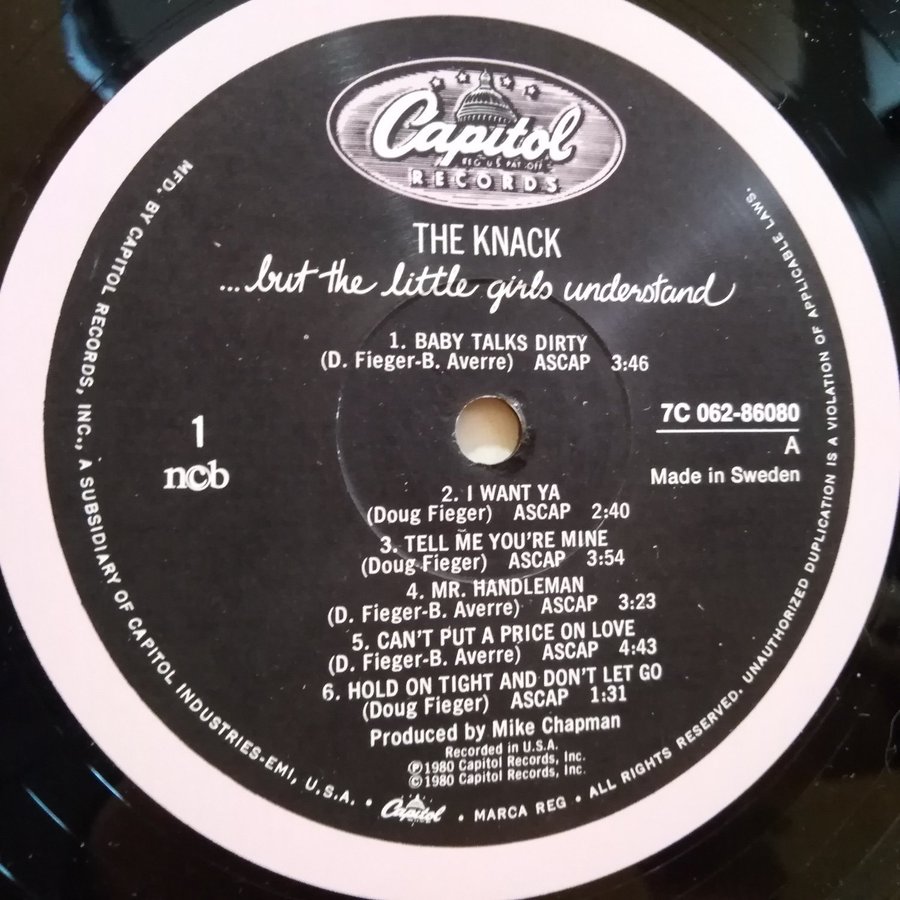 Capitol
REG. U.S. PAT. OFF.
RECORDS
THE KNACK
...but the little girls understand
1. BABY TALKS DIRTY
(D. Fieger-B. Averre) ASCAP 3:46
1
ncb
7C 062-86080
A
Made in Sweden
2. I WANT YA
(Doug Fieger) ASCAP 2:40
3. TELL ME YOU'RE MINE
(Doug Fieger) ASCAP 3:54
4. MR. HANDLEMAN
(D. Fieger-B. Averre) ASCAP 3:23
5. CAN'T PUT A PRICE ON LOVE
(D. Fieger-B. Averre) ASCAP 4:43
6. HOLD ON TIGHT AND DON'T LET GO
(Doug Fieger) ASCAP 1:31
Produced by Mike Chapman
Recorded in U.S.A.
℗1980 Capitol Records, Inc.
©1980 Capitol Records, Inc.
MFD. BY CAPITOL RECORDS, INC., A SUBSIDIARY OF CAPITOL INDUSTRIES-EMI, U.S.A. • Capitol • MARCA REG • ALL RIGHTS RESERVED. UNAUTHORIZED DUPLICATION IS A VIOLATION OF APPLICABLE LAWS.